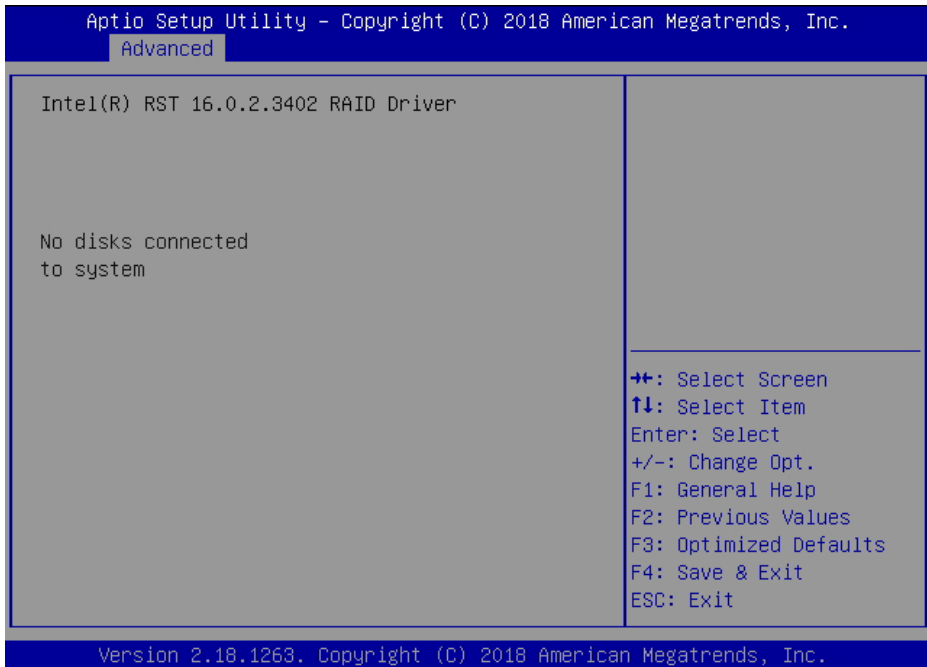 Aptio Setup Utility – Copyright (C) 2018 American Megatrends, Inc.
Advanced
Intel(R) RST 16.0.2.3402 RAID Driver
No disks connected
to system
→←: Select Screen
↑↓: Select Item
Enter: Select
+/-: Change Opt.
F1: General Help
F2: Previous Values
F3: Optimized Defaults
F4: Save & Exit
ESC: Exit
Version 2.18.1263. Copyright (C) 2018 American Megatrends, Inc.